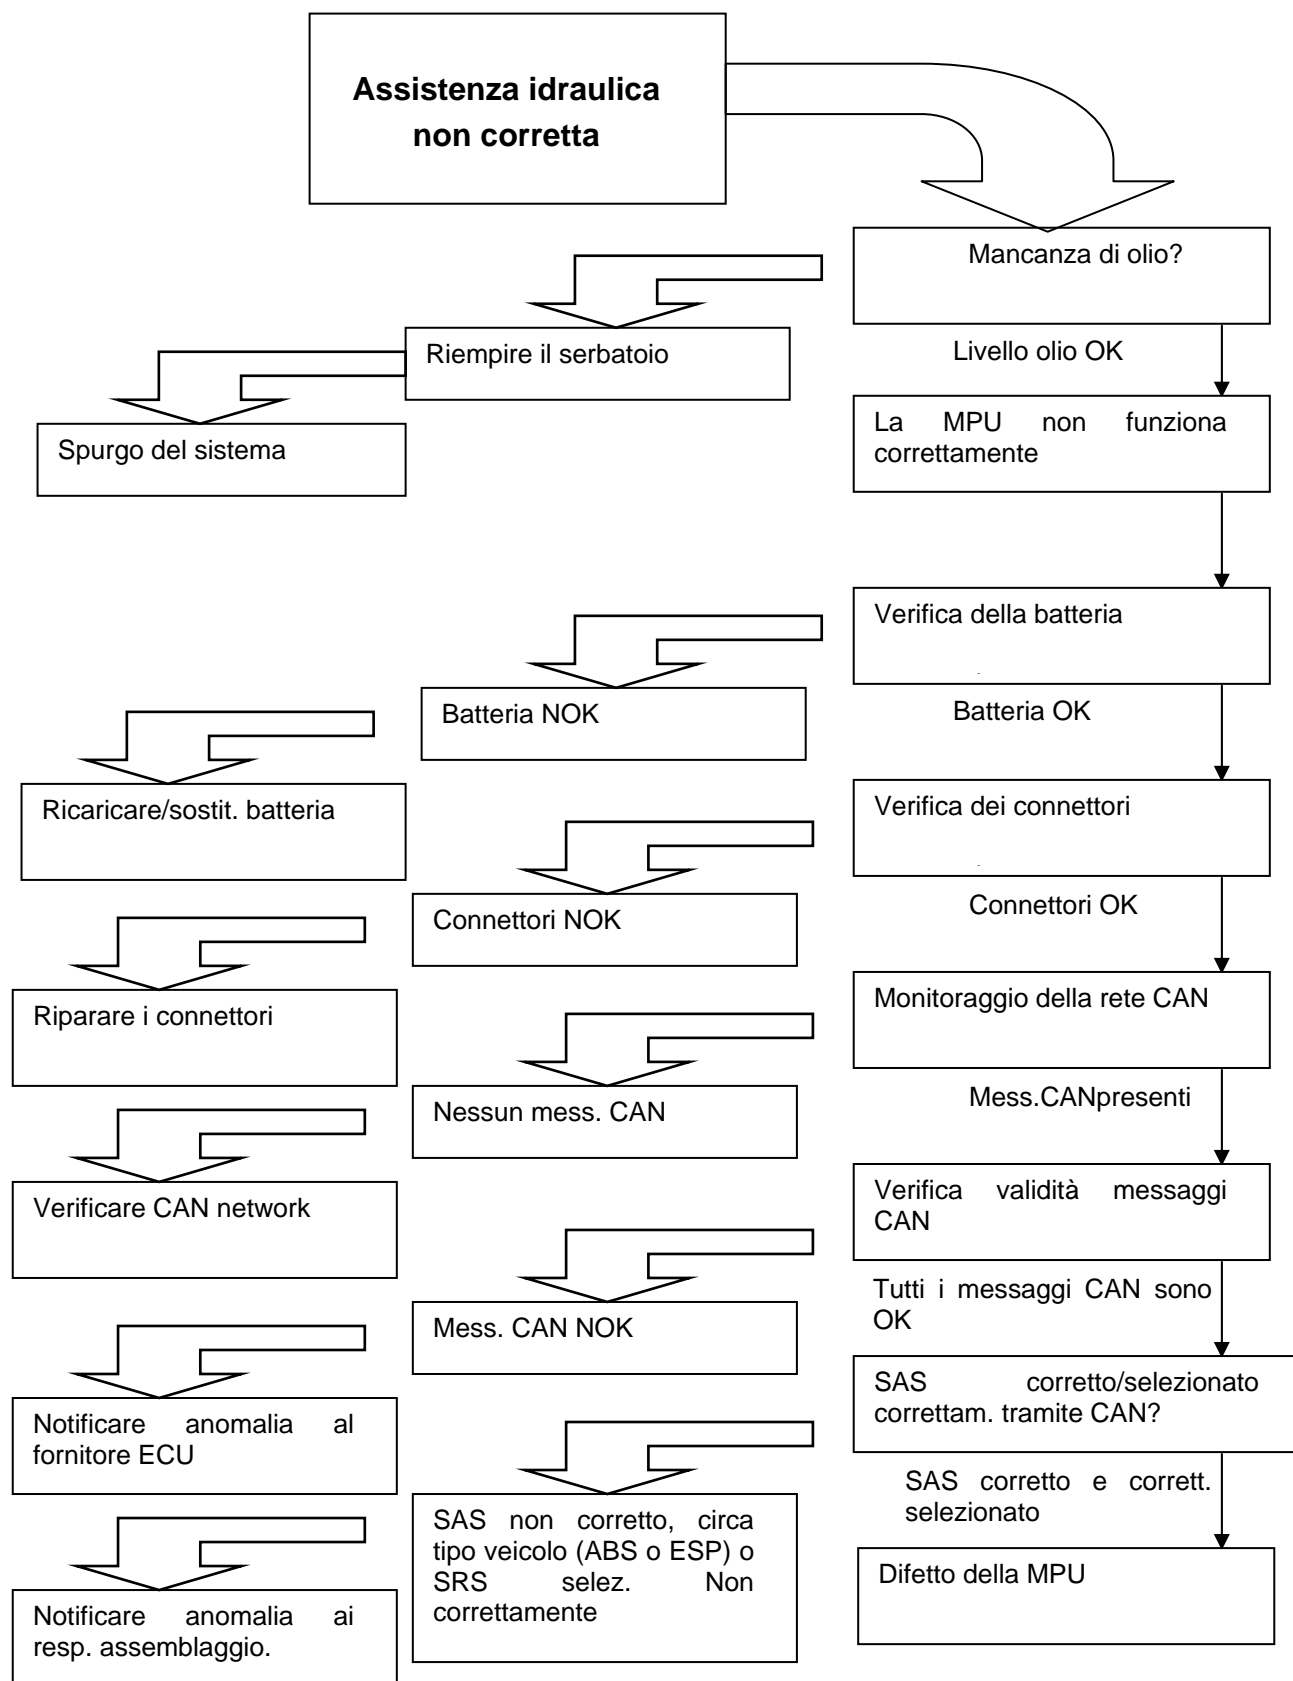 Assistenza idraulica
non corretta
Mancanza di olio?
Riempire il serbatoio
Livello olio OK
Spurgo del sistema
La MPU non funziona
correttamente
Verifica della batteria
Batteria NOK
Batteria OK
Ricaricare/sostit. batteria
Verifica dei connettori
Connettori NOK
Connettori OK
Riparare i connettori
Monitoraggio della rete CAN
Nessun mess. CAN
Mess.CANpresenti
Verificare CAN network
Verifica validità messaggi
CAN
Mess. CAN NOK
Tutti i messaggi CAN sono
OK
Notificare anomalia al
fornitore ECU
SAS corretto/selezionato
correttam. tramite CAN?
SAS non corretto, circa
tipo veicolo (ABS o ESP) o
SRS selez. Non
correttamente
SAS corretto e corrett.
selezionato
Notificare anomalia ai
resp. assemblaggio.
Difetto della MPU